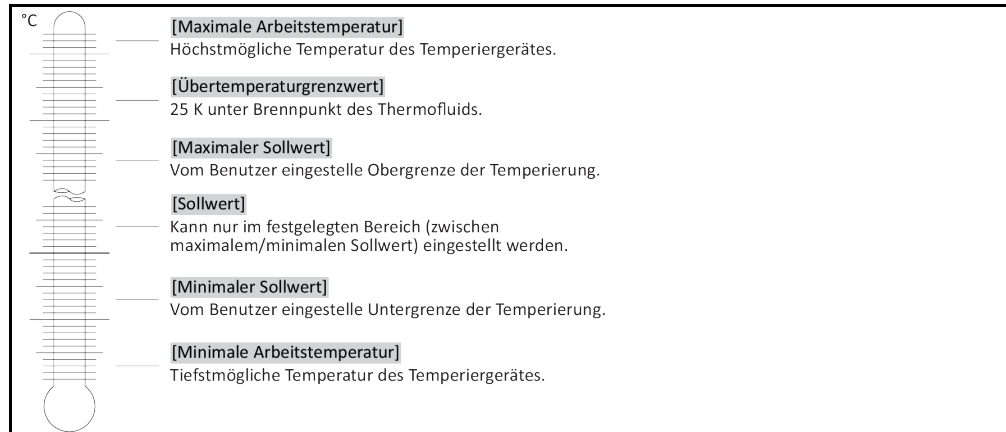 °C
[Maximale Arbeitstemperatur]
Höchstmögliche Temperatur des Temperiergerätes.
[Übertemperaturgrenzwert]
25 K unter Brennpunkt des Thermofluids.
[Maximaler Sollwert]
Vom Benutzer eingestelle Obergrenze der Temperierung.
[Sollwert]
Kann nur im festgelegten Bereich (zwischen
maximalem/minimalen Sollwert) eingestellt werden.
[Minimaler Sollwert]
Vom Benutzer eingestelle Untergrenze der Temperierung.
[Minimale Arbeitstemperatur]
Tiefstmögliche Temperatur des Temperiergerätes.